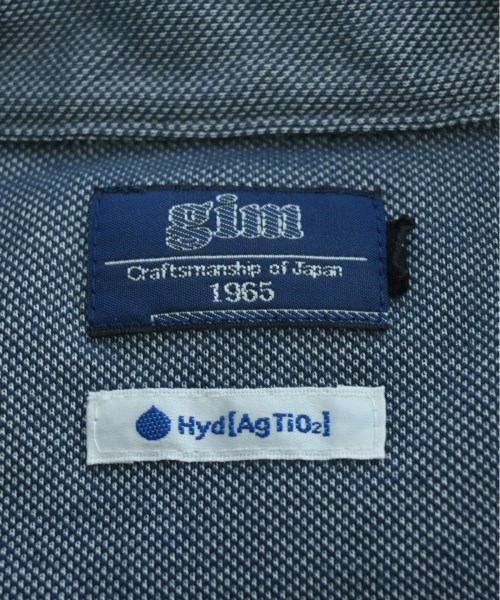 gim
Craftsmanship of Japan
1965
Hyd[AgTiO₂]